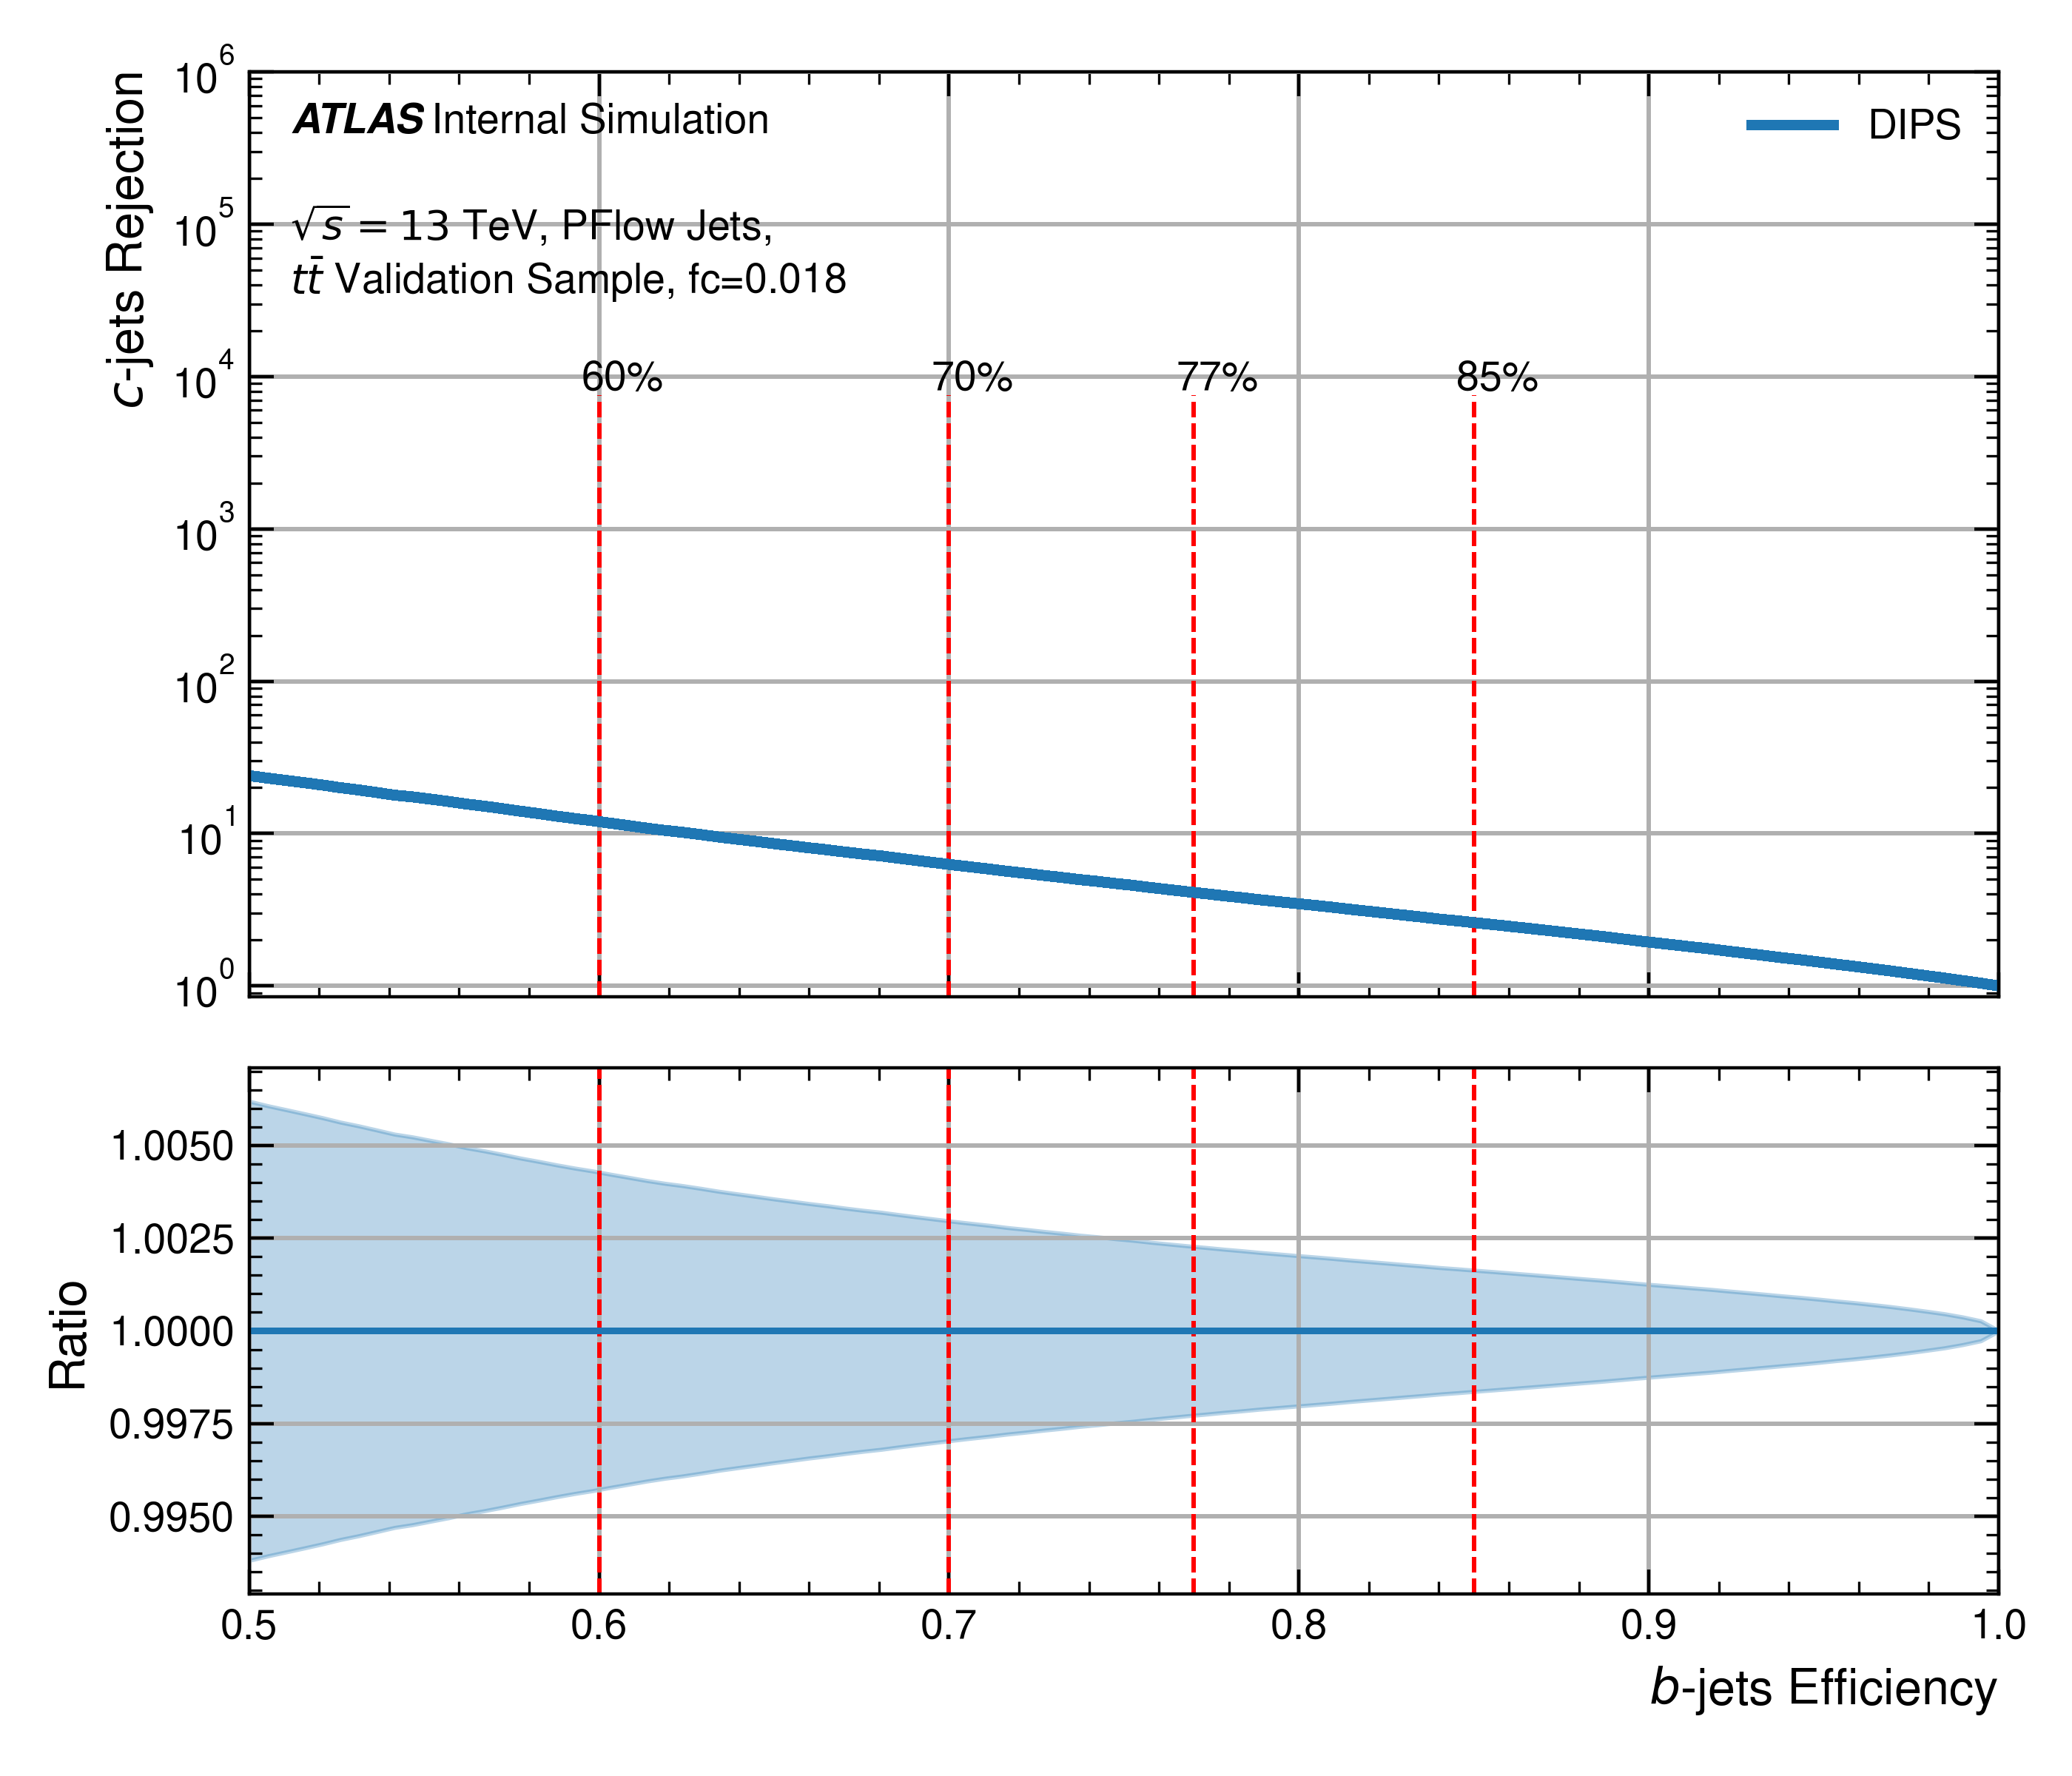 ATLAS Internal Simulation
√s = 13 TeV, PFlow Jets,
tt̄ Validation Sample, fc=0.018
DIPS
c-jets Rejection
10⁶
10⁵
10⁴
10³
10²
10¹
10⁰
60% 70% 77% 85%
Ratio
1.0050
1.0025
1.0000
0.9975
0.9950
0.5 0.6 0.7 0.8 0.9 1.0
b-jets Efficiency